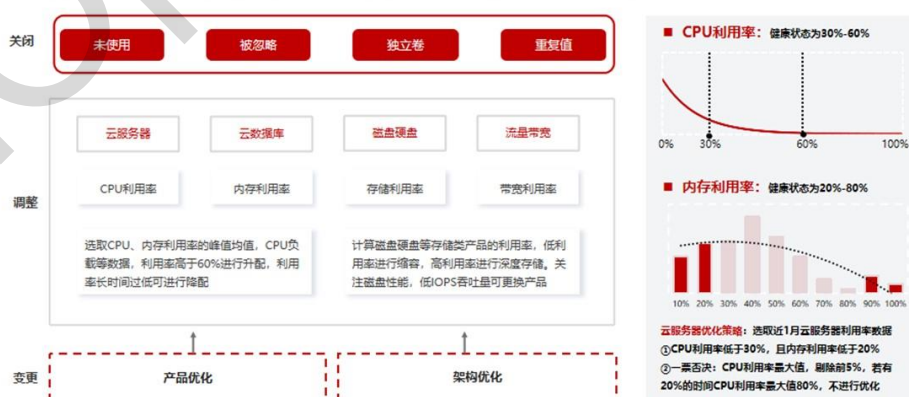 关闭
未使用
被忽略
独立卷
重复值
调整
云服务器
云数据库
磁盘硬盘
流量带宽
CPU利用率
内存利用率
存储利用率
带宽利用率
选取CPU、内存利用率的峰值均值，CPU负
载等数据，利用率高于60%进行升配，利用
率长时间过低可进行降配
计算磁盘硬盘等存储类产品的利用率，低利
用率进行缩容，高利用率进行深度存储。关
注磁盘性能，低IOPS吞吐量可更换产品
变更
产品优化
架构优化
■ CPU利用率：健康状态为30%-60%
0% 30% 60% 100%
■ 内存利用率：健康状态为20%-80%
10% 20% 30% 40% 50% 60% 70% 80% 90% 100%
云服务器优化策略：选取近1月云服务器利用率数据
①CPU利用率低于30%，且内存利用率低于20%
②一票否决：CPU利用率最大值，剔除前5%，若有
20%的时间CPU利用率最大值80%，不进行优化